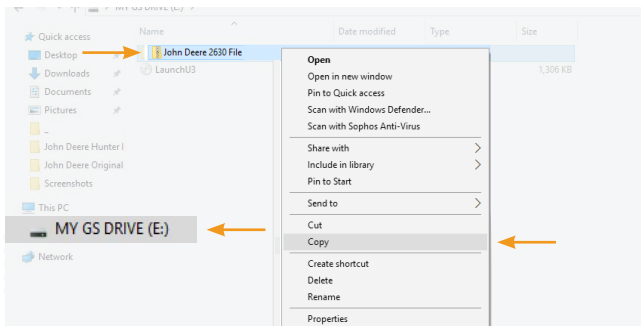 MY GS DRIVE (E:)
Name
Date modified
Type
Size
Quick access
Desktop
Downloads
Documents
Pictures
_
John Deere Hunter
John Deere Original
Screenshots
This PC
MY GS DRIVE (E:)
Network
John Deere 2630 File
LaunchU3
1,306 KB
Open
Open in new window
Pin to Quick access
Scan with Windows Defender...
Scan with Sophos Anti-Virus
Share with
Include in library
Pin to Start
Send to
Cut
Copy
Create shortcut
Delete
Rename
Properties